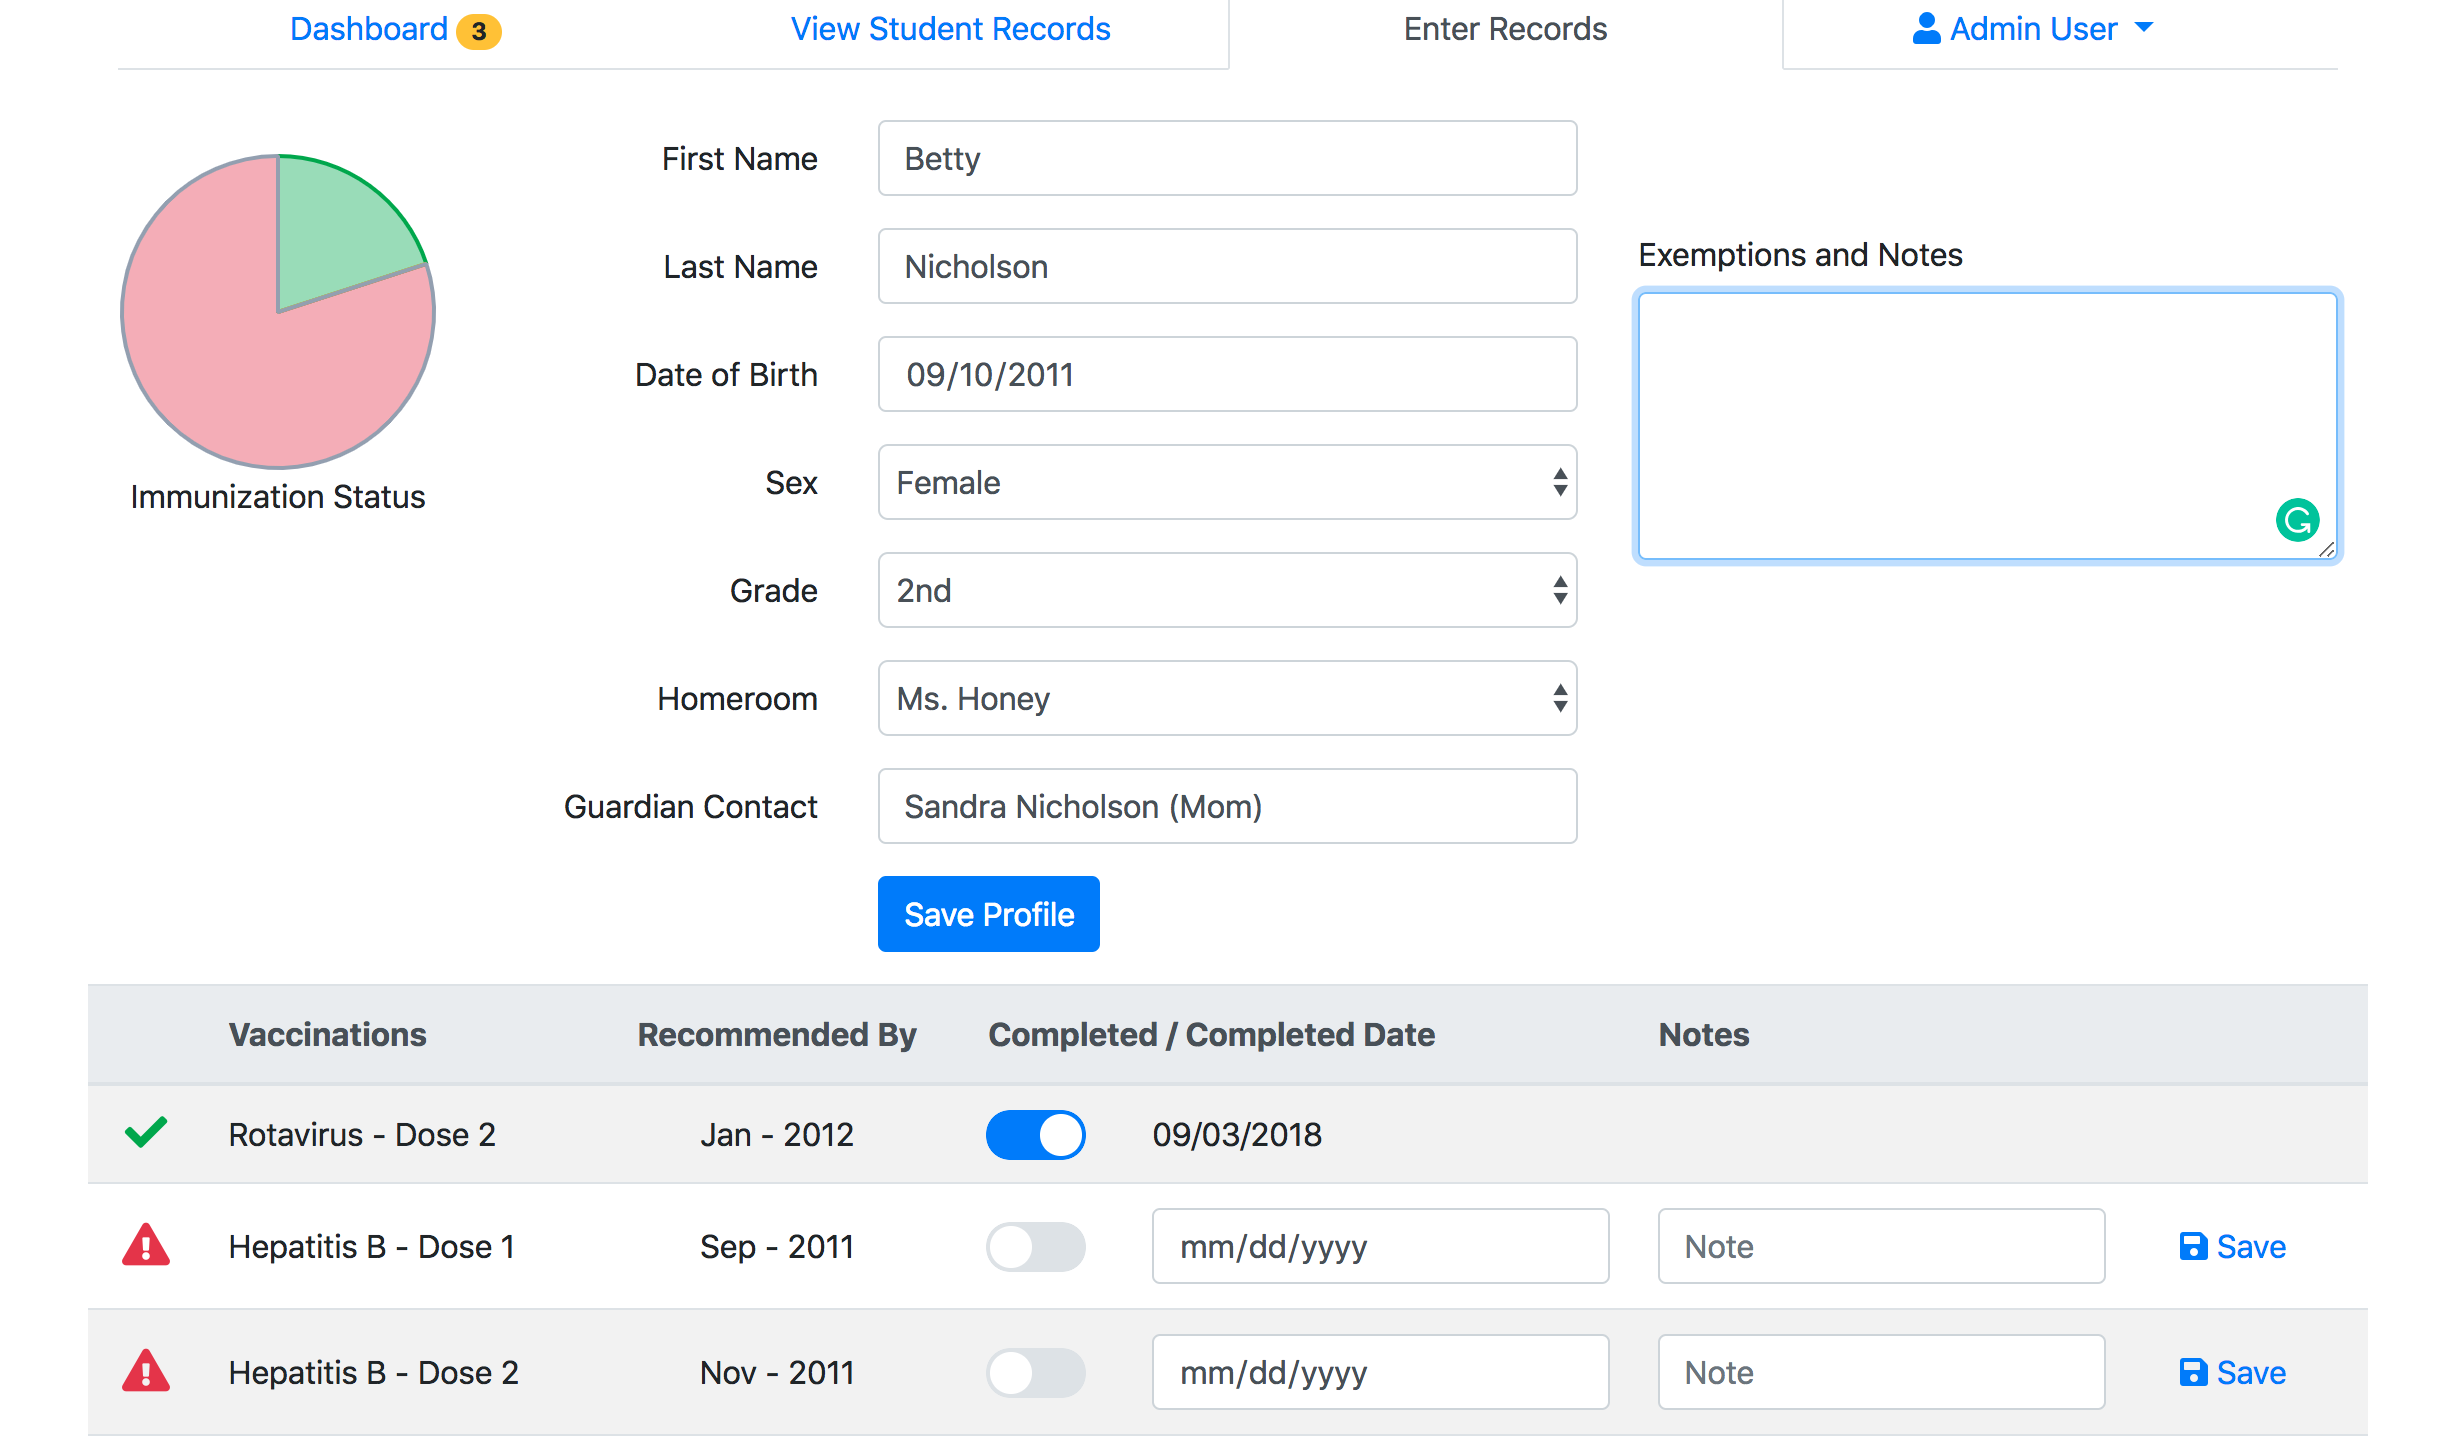 Dashboard 3 View Student Records Enter Records Admin User
First Name Betty
Last Name Nicholson
Exemptions and Notes
Date of Birth 09/10/2011
Sex Female
Immunization Status
Grade 2nd
Homeroom Ms. Honey
Guardian Contact Sandra Nicholson (Mom)
Save Profile
Vaccinations Recommended By Completed / Completed Date Notes
Rotavirus - Dose 2 Jan - 2012 09/03/2018
Hepatitis B - Dose 1 Sep - 2011 mm/dd/yyyy Note Save
Hepatitis B - Dose 2 Nov - 2011 mm/dd/yyyy Note Save